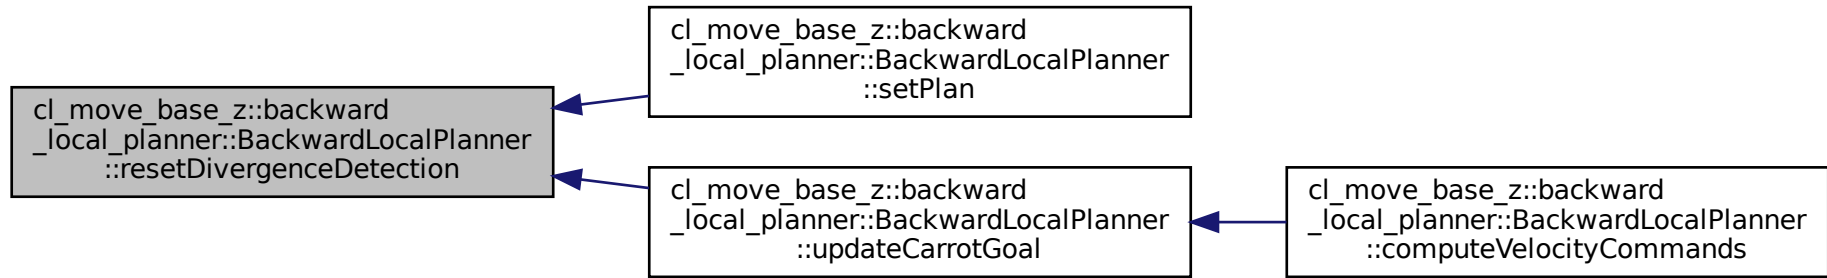 cl_move_base_z::backward
_local_planner::BackwardLocalPlanner
::resetDivergenceDetection
cl_move_base_z::backward
_local_planner::BackwardLocalPlanner
::setPlan
cl_move_base_z::backward
_local_planner::BackwardLocalPlanner
::updateCarrotGoal
cl_move_base_z::backward
_local_planner::BackwardLocalPlanner
::computeVelocityCommands